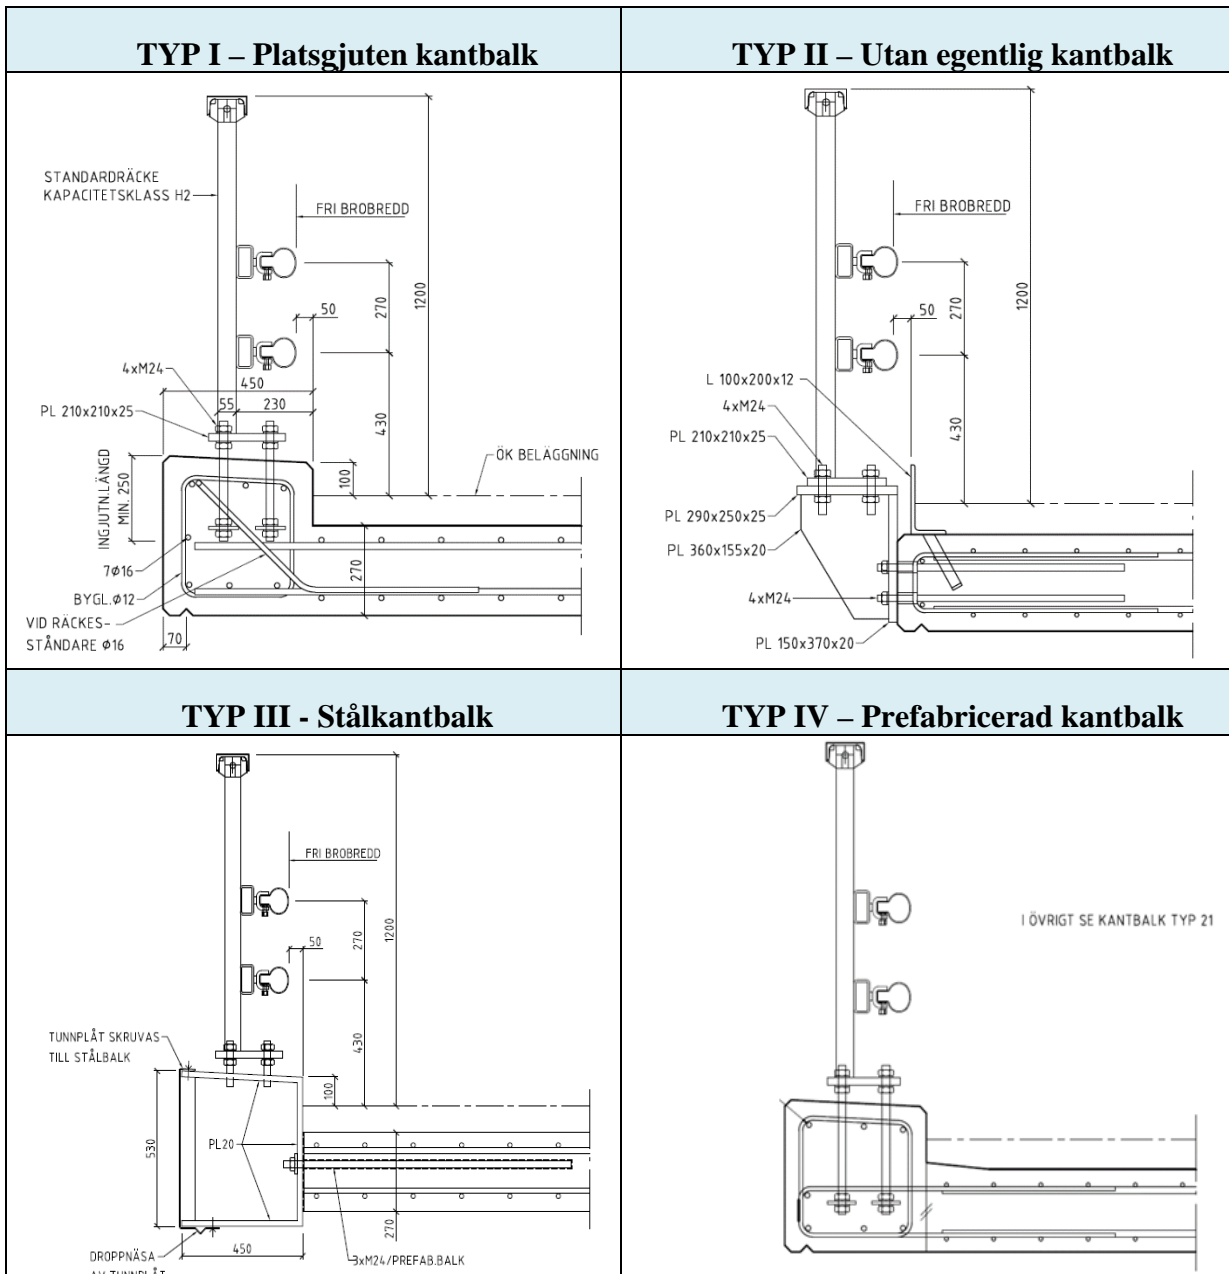 TYP I – Platsgjuten kantbalk
STANDARDRÄCKE
KAPACITETSKLASS H2
FRI BROBREDD
1200
270
50
4xM24
450
PL 210x210x25
55
230
430
ÖK BELÄGGNING
100
INGJUTN.LÄNGD
MIN. 250
7Φ16
270
BYGL.Φ12
VID RÄCKES-
STÅNDARE Φ16
70
TYP II – Utan egentlig kantbalk
FRI BROBREDD
1200
270
50
L 100x200x12
4xM24
430
PL 210x210x25
PL 290x250x25
PL 360x155x20
4xM24
PL 150x370x20
TYP III - Stålkantbalk
FRI BROBREDD
1200
270
50
TUNNPLÅT SKRUVAS
TILL STÅLBALK
430
100
530
PL20
270
450
DROPPNÄSA
AV TUNNPLÅT
3xM24/PREFAB.BALK
TYP IV – Prefabricerad kantbalk
I ÖVRIGT SE KANTBALK TYP 21